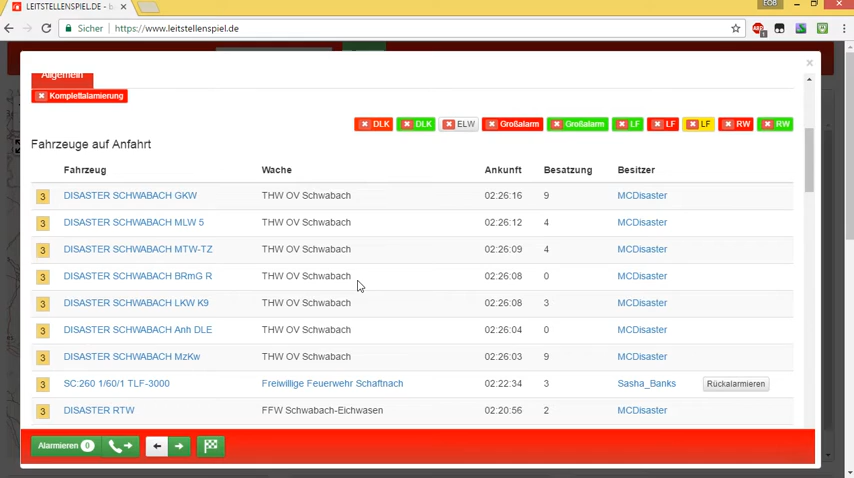 EOB
LEITSTELLENSPIEL.DE - b
Sicher | https://www.leitstellenspiel.de
1
Allgemein
Komplettalamierung
DLK DLK ELW Großalarm Großalarm LF LF LF RW RW
Fahrzeuge auf Anfahrt
Fahrzeug Wache Ankunft Besatzung Besitzer
3 DISASTER SCHWABACH GKW THW OV Schwabach 02:26:16 9 MCDisaster
3 DISASTER SCHWABACH MLW 5 THW OV Schwabach 02:26:12 4 MCDisaster
3 DISASTER SCHWABACH MTW-TZ THW OV Schwabach 02:26:09 4 MCDisaster
3 DISASTER SCHWABACH BRmG R THW OV Schwabach 02:26:08 0 MCDisaster
3 DISASTER SCHWABACH LKW K9 THW OV Schwabach 02:26:08 3 MCDisaster
3 DISASTER SCHWABACH Anh DLE THW OV Schwabach 02:26:04 0 MCDisaster
3 DISASTER SCHWABACH MzKw THW OV Schwabach 02:26:03 9 MCDisaster
3 SC:260 1/60/1 TLF-3000 Freiwillige Feuerwehr Schaftnach 02:22:34 3 Sasha_Banks Rückalarmieren
3 DISASTER RTW FFW Schwabach-Eichwasen 02:20:56 2 MCDisaster
Alarmieren 0